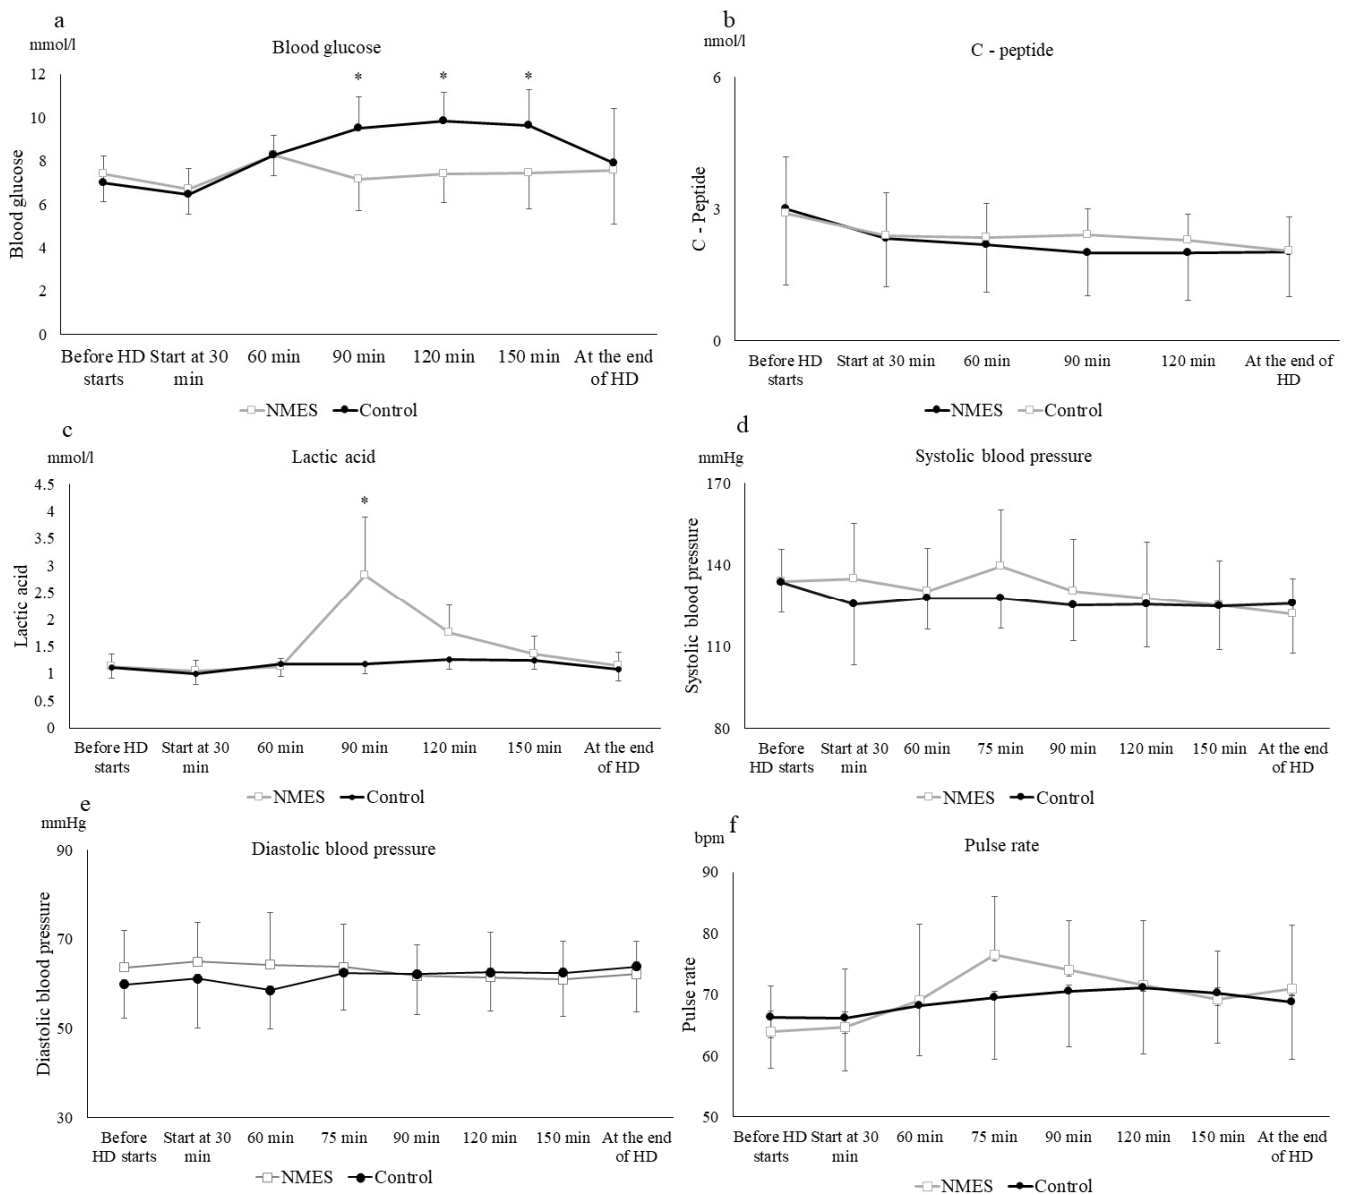 a
mmol/l
Blood glucose
12
10
8
6
4
2
0
Blood glucose
* * *
Before HD starts
Start at 30 min
60 min
90 min
120 min
150 min
At the end of HD
NMES
Control
b
nmol/l
C - peptide
6
3
0
C - Peptide
Before HD starts
Start at 30 min
60 min
90 min
120 min
At the end of HD
NMES
Control
c
mmol/l
Lactic acid
4.5
4
3.5
3
2.5
2
1.5
1
0.5
0
Lactic acid
*
Before HD starts
Start at 30 min
60 min
90 min
120 min
150 min
At the end of HD
NMES
Control
d
mmHg
Systolic blood pressure
170
140
110
80
Systolic blood pressure
Before HD starts
Start at 30 min
60 min
75 min
90 min
120 min
150 min
At the end of HD
NMES
Control
e
mmHg
Diastolic blood pressure
90
70
50
30
Diastolic blood pressure
Before HD starts
Start at 30 min
60 min
75 min
90 min
120 min
150 min
At the end of HD
NMES
Control
f
bpm
Pulse rate
90
80
70
60
50
Pulse rate
Before HD starts
Start at 30 min
60 min
75 min
90 min
120 min
150 min
At the end of HD
NMES
Control